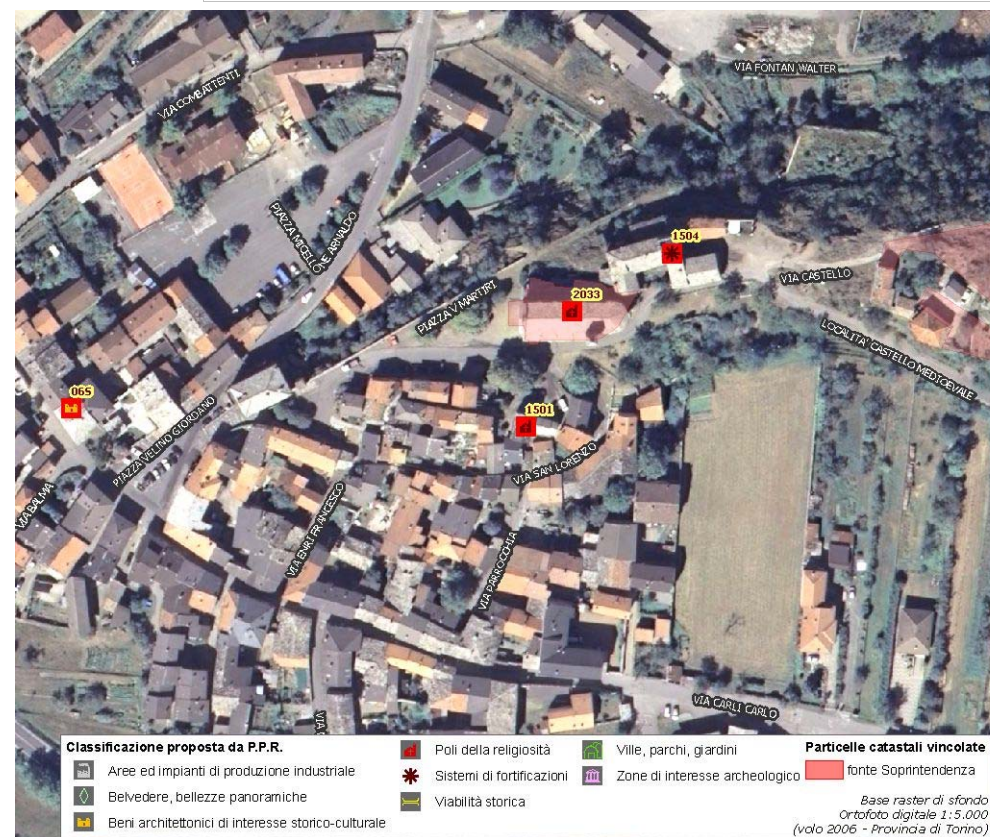 VIA FONTAN WALTER
VIA COMBATTENTI
PIAZZA MICELLO
NE ARNALDO
1504
VIA CASTELLO
2033
PIAZZA V MARTIRI
LOCALITA' CASTELLO MEDIOEVALE
065
1501
PIAZZA VELINO GIORDANO
VIA SAN LORENZO
VIA BALMA
VIA ENRI FRANCESCO
VIA PARROCCHIA
VIA CARLI CARLO
VIA
Classificazione proposta da P.P.R.
Aree ed impianti di produzione industriale
Belvedere, bellezze panoramiche
Beni architettonici di interesse storico-culturale
Poli della religiosità
Sistemi di fortificazioni
Viabilità storica
Ville, parchi, giardini
Zone di interesse archeologico
Particelle catastali vincolate
fonte Soprintendenza
Base raster di sfondo
Ortofoto digitale 1:5.000
(volo 2006 - Provincia di Torino)